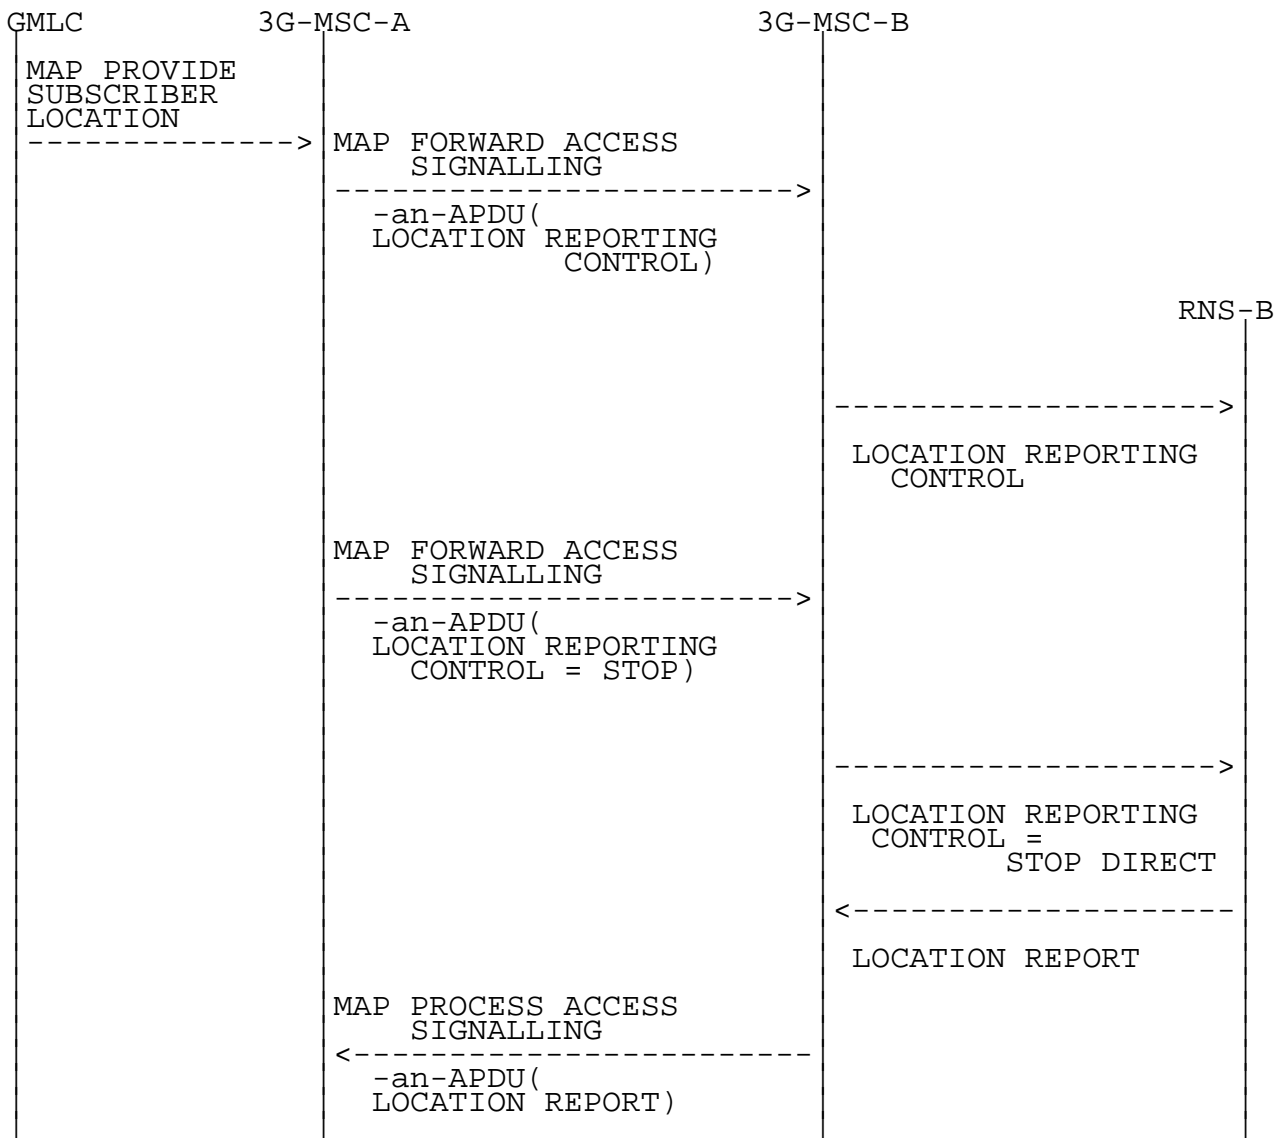 GMLC 3G-MSC-A 3G-MSC-B
MAP PROVIDE
SUBSCRIBER
LOCATION
MAP FORWARD ACCESS
SIGNALLING
-an-APDU(
LOCATION REPORTING
CONTROL)
RNS-B
LOCATION REPORTING
CONTROL
MAP FORWARD ACCESS
SIGNALLING
-an-APDU(
LOCATION REPORTING
CONTROL = STOP)
LOCATION REPORTING
CONTROL =
STOP DIRECT
LOCATION REPORT
MAP PROCESS ACCESS
SIGNALLING
-an-APDU(
LOCATION REPORT)